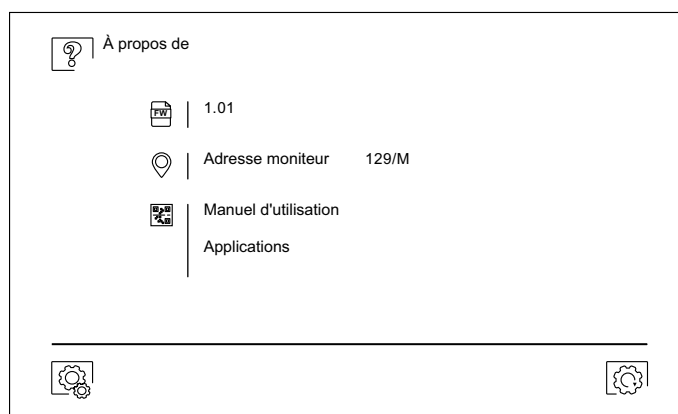 À propos de
FW
1.01
Adresse moniteur 129/M
Manuel d'utilisation
Applications